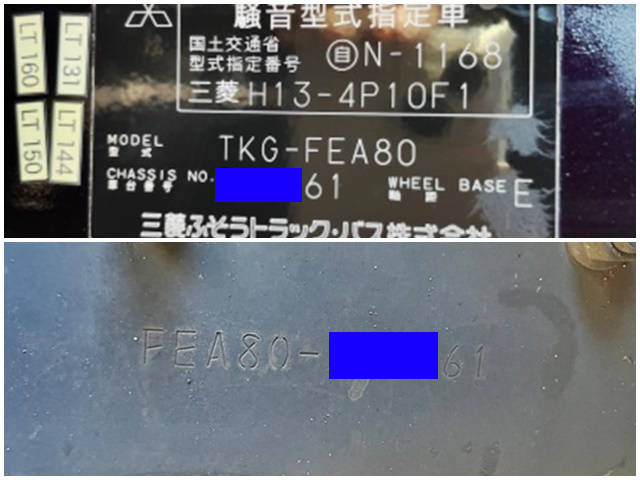 LT 160
LT 131
LT 150
LT 144
騒音型式指定車
国土交通省
型式指定番号 自N-1168
三菱 H13-4P10F1
MODEL TKG-FEA80
型式
CHASSIS NO. 61 WHEEL BASE E
車台番号 軸距
三菱ふそうトラック・バス株式会社
FEA80- 61